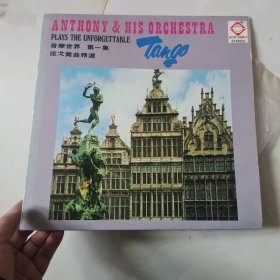 ANTHONY & HIS ORCHESTRA
PLAYS THE UNFORGETTABLE
Tango
音樂世界 第一集
探戈舞曲精選
STEREO